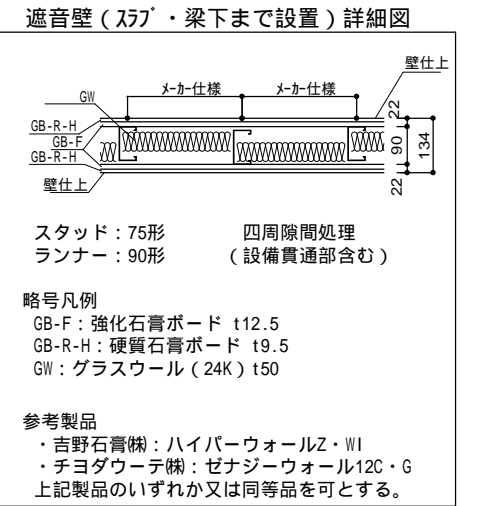 遮音壁(ｽﾗﾌﾞ・梁下まで設置)詳細図
壁仕上
GW
ﾒｰｶｰ仕様
ﾒｰｶｰ仕様
GB-R-H
GB-F
GB-R-H
壁仕上
22
90
134
22
スタッド:75形
四周隙間処理
ランナー:90形
(設備貫通部含む)
略号凡例
GB-F:強化石膏ボード t12.5
GB-R-H:硬質石膏ボード t9.5
GW:グラスウール(24K)t50
参考製品
・吉野石膏㈱:ハイパーウォールZ・WI
・チヨダウーテ㈱:ゼナジーウォール12C・G
上記製品のいずれか又は同等品を可とする。